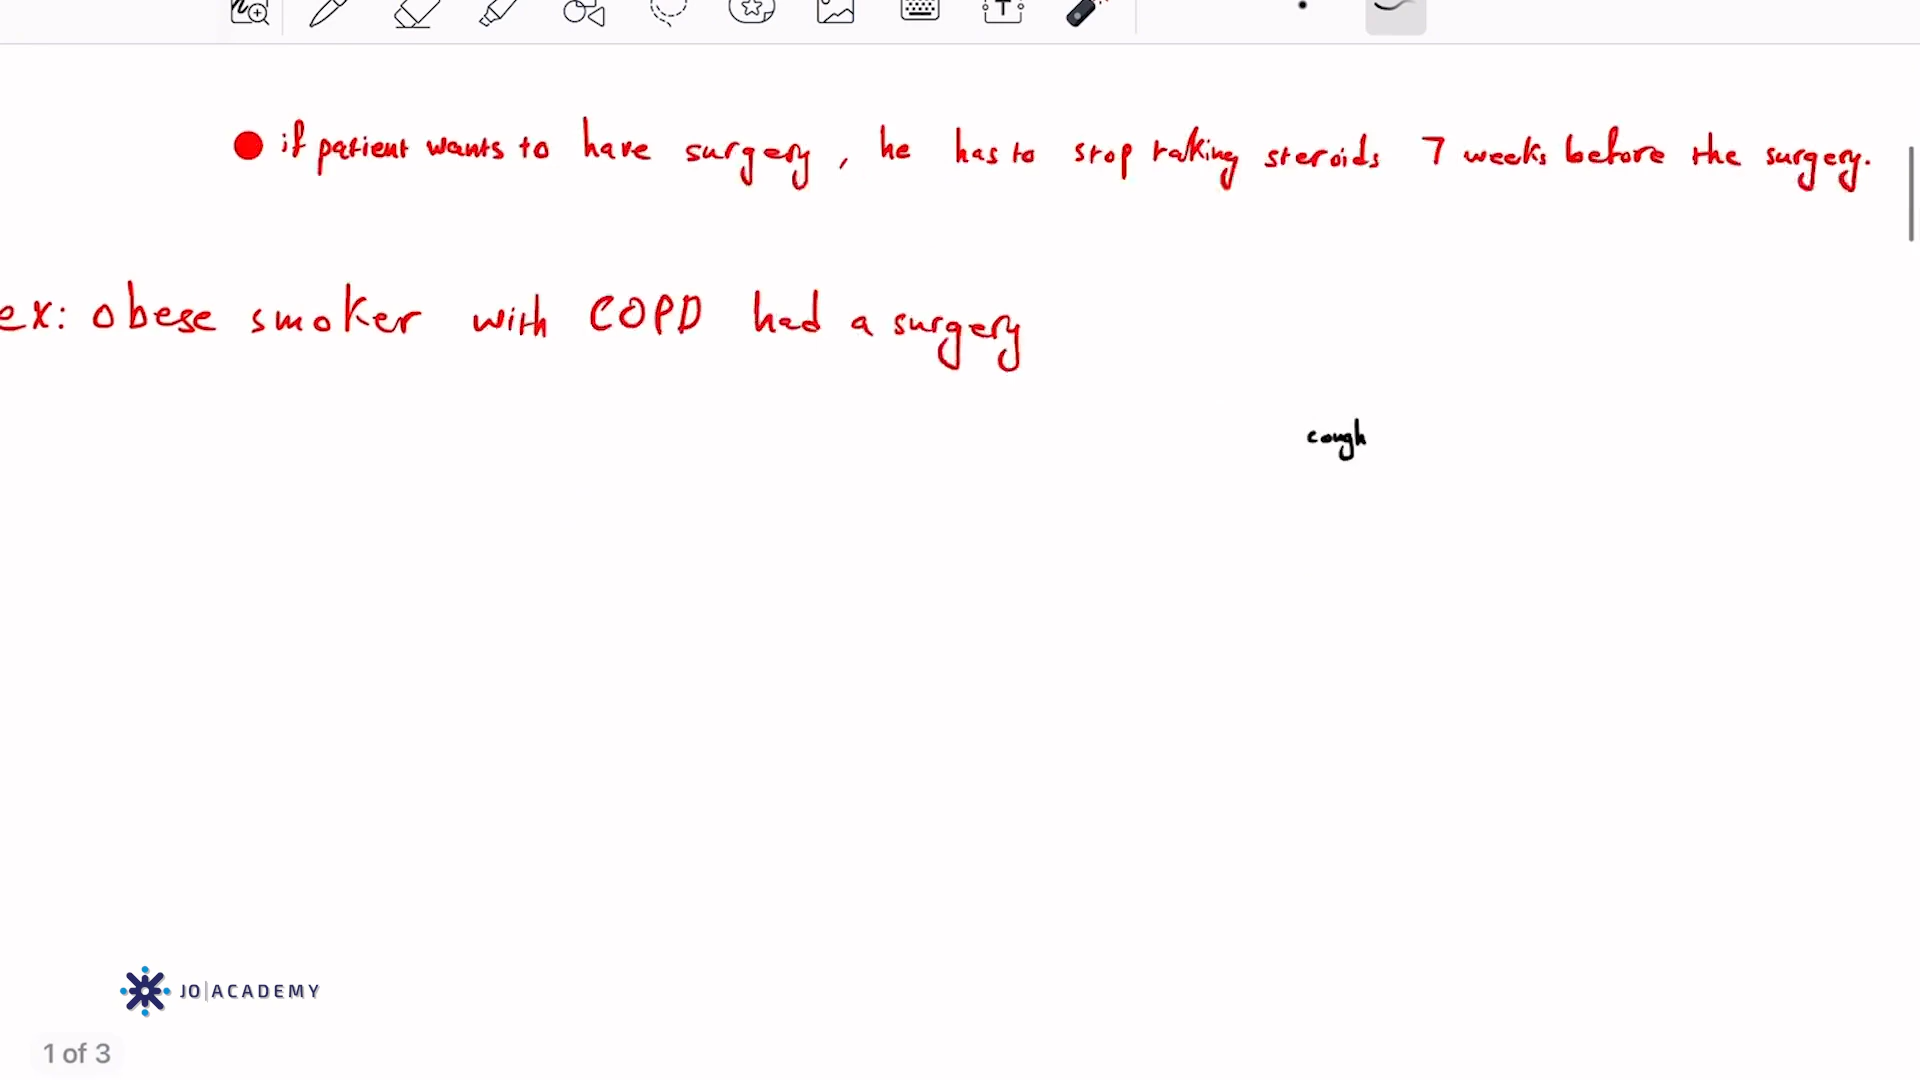 if patient wants to have surgery, he has to stop taking steroids 7 weeks before the surgery.
ex: obese smoker with COPD had a surgery
cough
JO|ACADEMY
1 of 3